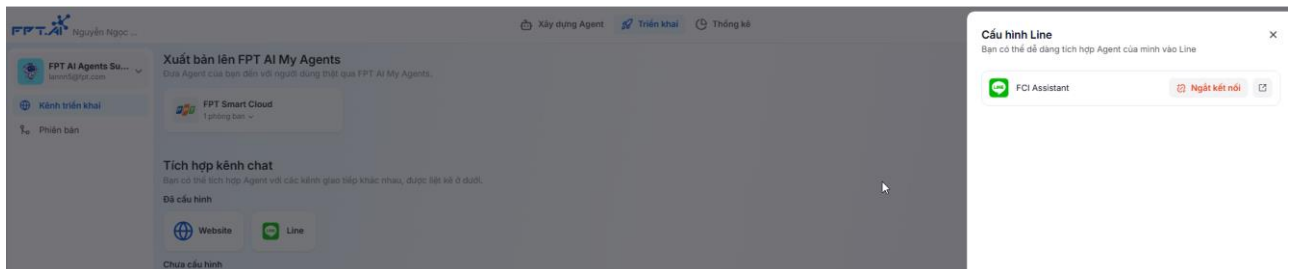 FPT.AI Nguyễn Ngọc ...
Xây dựng Agent Triển khai Thống kê
FPT AI Agents Su...
Kênh triển khai
Phiên bản
Xuất bản lên FPT AI My Agents
Đưa Agent của bạn đến với người dùng thật qua FPT AI My Agents.
FPT Smart Cloud
1 phòng ban
Tích hợp kênh chat
Bạn có thể tích hợp Agent với các kênh giao tiếp khác nhau, được liệt kê ở dưới.
Đã cấu hình
Website
LINE Line
Chưa cấu hình
Cấu hình Line
Bạn có thể dễ dàng tích hợp Agent của mình vào Line
LINE FCI Assistant Ngắt kết nối